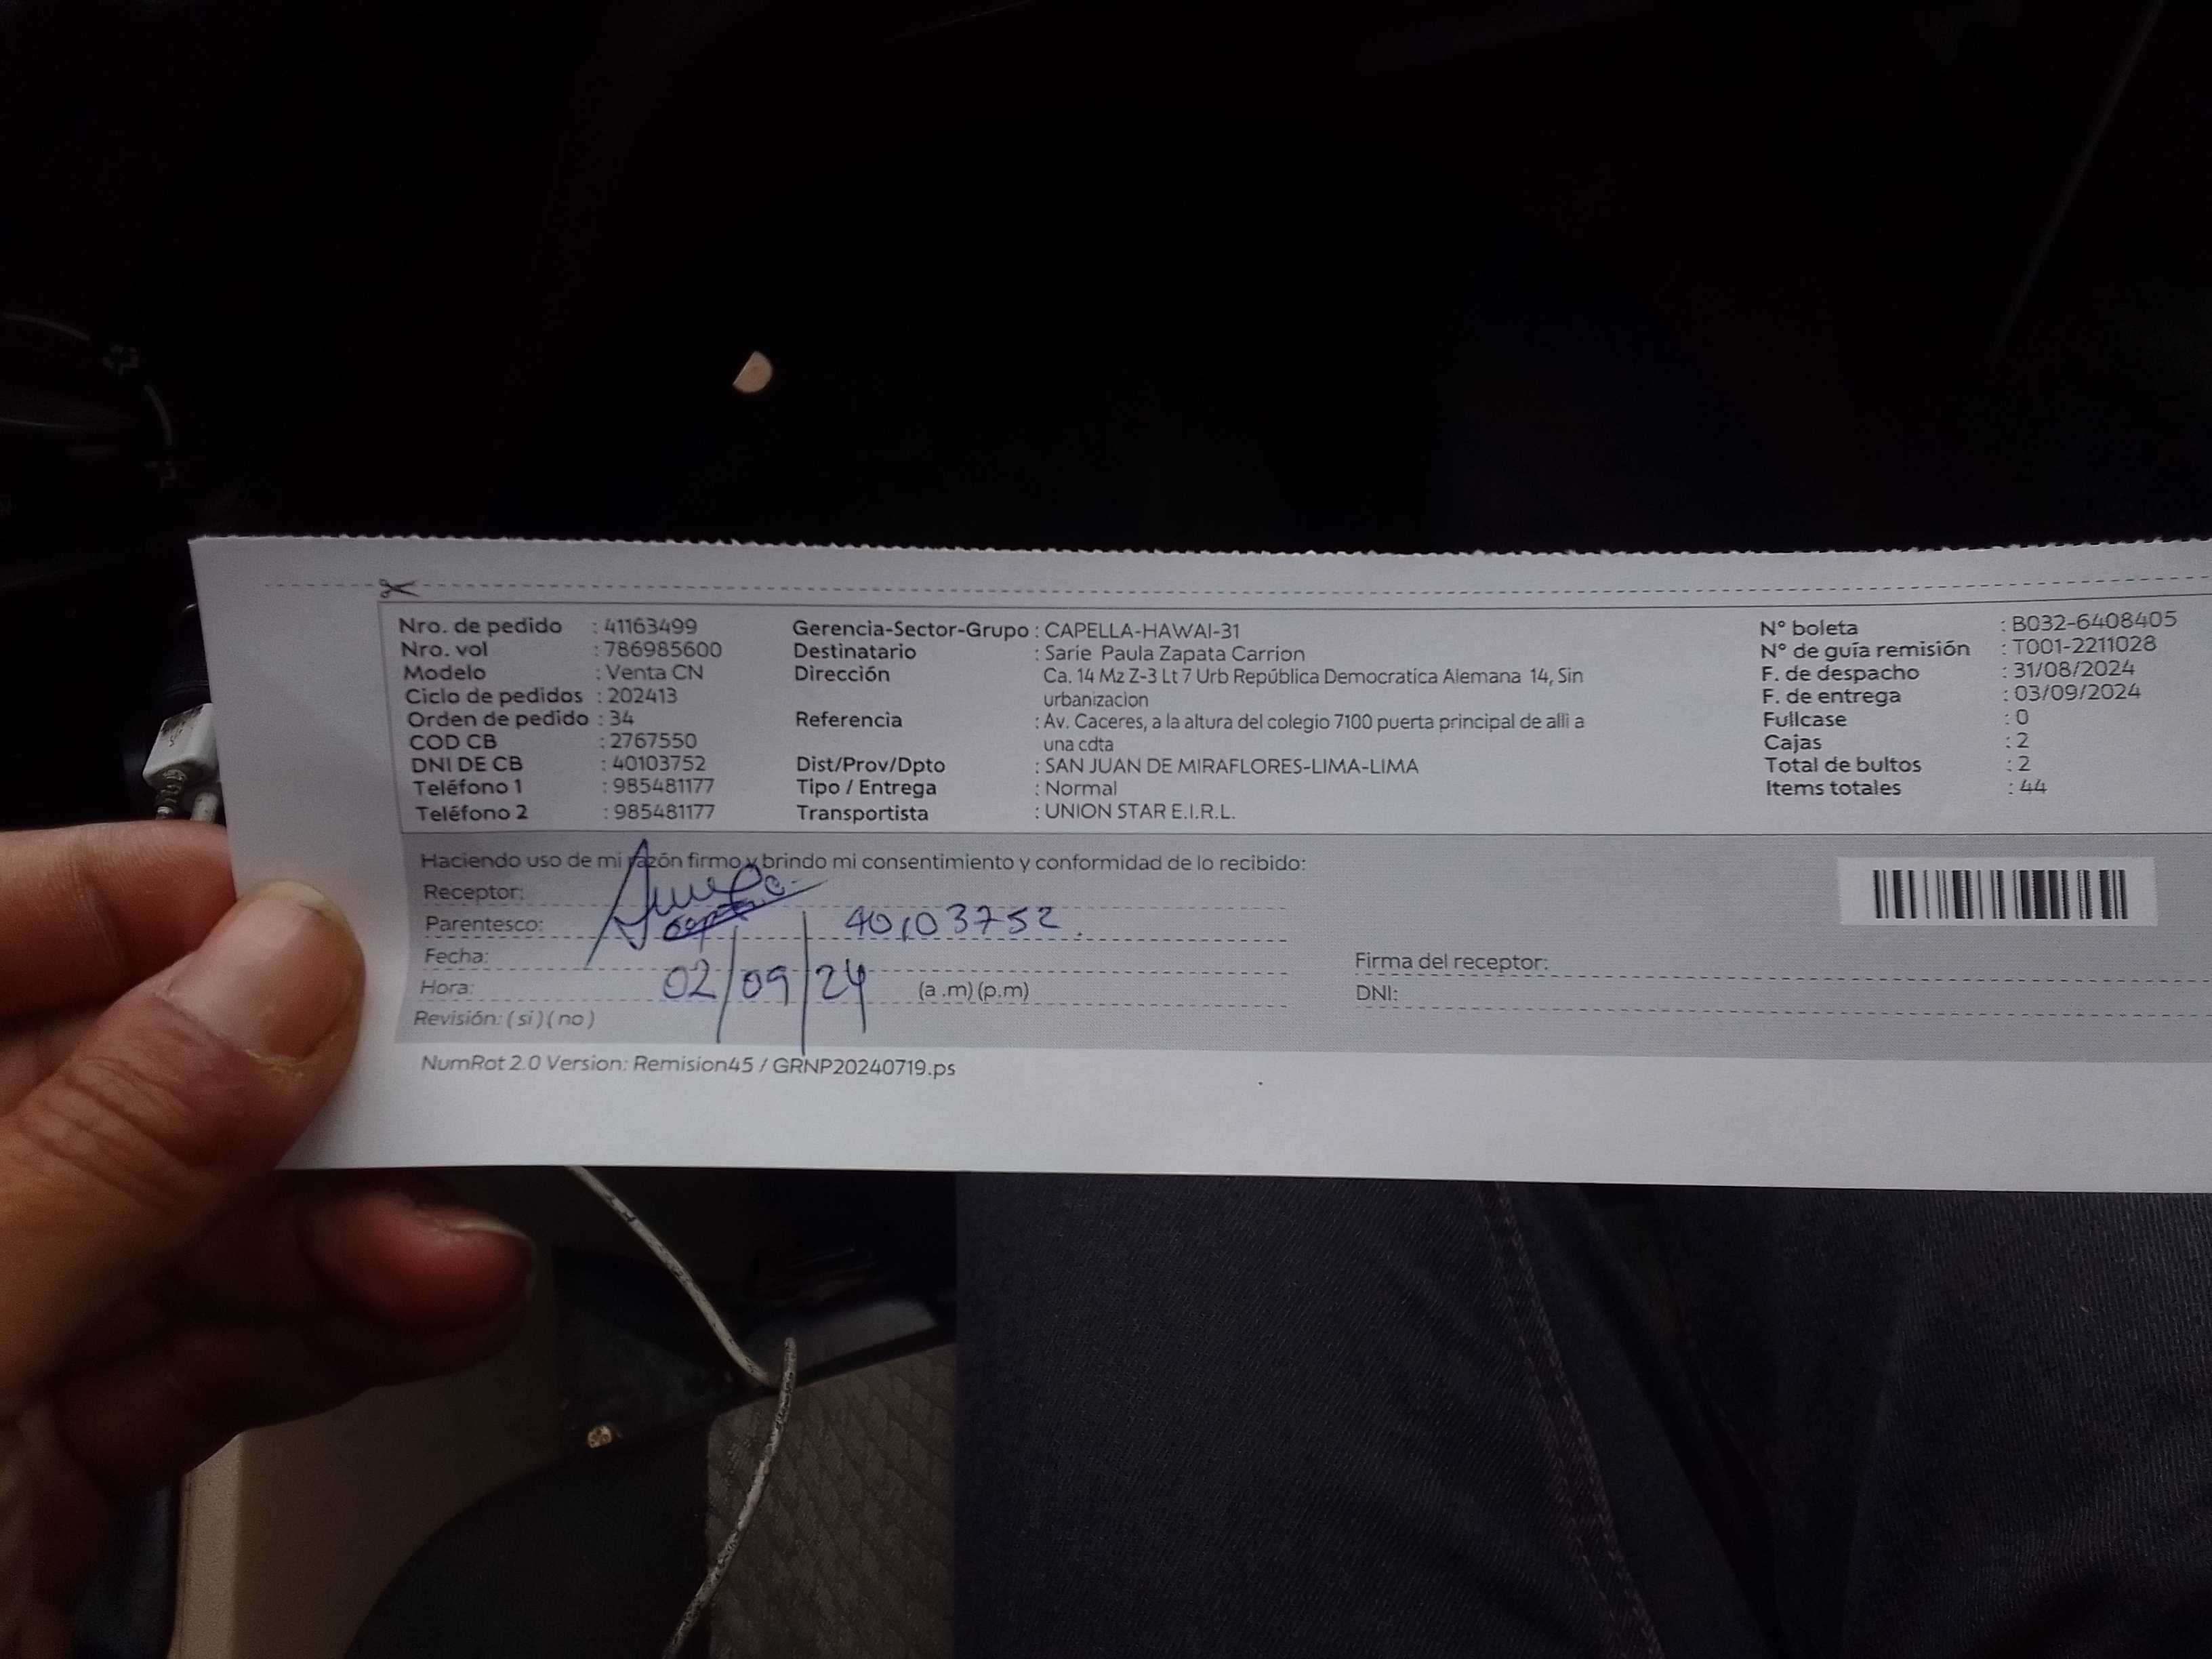 Nro. de pedido : 41163499
Nro. vol : 786985600
Modelo : Venta CN
Ciclo de pedidos : 202413
Orden de pedido : 34
COD CB : 2767550
DNI DE CB : 40103752
Teléfono 1 : 985481177
Teléfono 2 : 985481177
Gerencia-Sector-Grupo : CAPELLA-HAWAI-31
Destinatario : Sarie Paula Zapata Carrion
Dirección : Ca. 14 Mz Z-3 Lt 7 Urb República Democratica Alemana 14, Sin
urbanizacion
Referencia : Av. Caceres, a la altura del colegio 7100 puerta principal de alli a
una cdta
Dist/Prov/Dpto : SAN JUAN DE MIRAFLORES-LIMA-LIMA
Tipo / Entrega : Normal
Transportista : UNION STAR E.I.R.L.
N° boleta : B032-6408405
N° de guía remisión : T001-2211028
F. de despacho : 31/08/2024
F. de entrega : 03/09/2024
Fullcase : 0
Cajas : 2
Total de bultos : 2
Items totales : 44
Haciendo uso de mi razón firmo y brindo mi consentimiento y conformidad de lo recibido:
Receptor:
Parentesco: 40103752.
Fecha: 02/09/24
Hora: (a .m) (p.m)
Revisión: ( si ) ( no )
Firma del receptor:
DNI:
NumRot 2.0 Version: Remision45 / GRNP20240719.ps